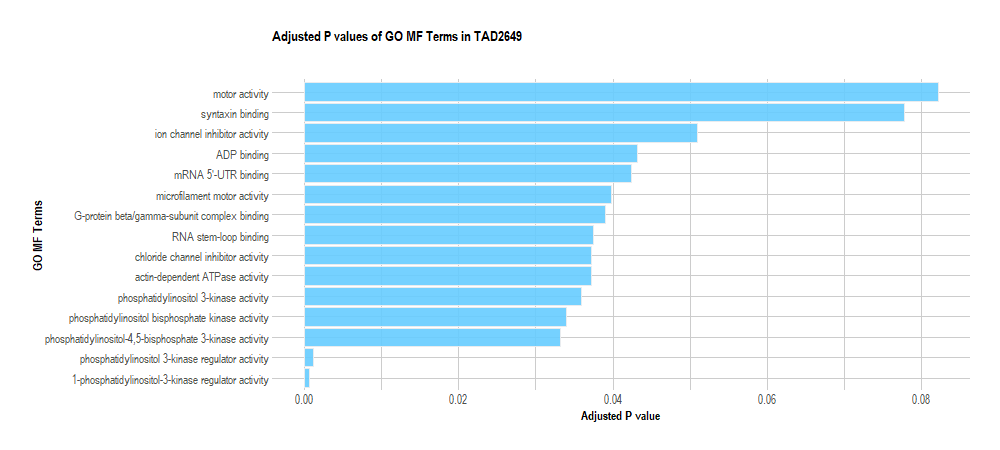 Adjusted P values of GO MF Terms in TAD2649
GO MF Terms
motor activity
syntaxin binding
ion channel inhibitor activity
ADP binding
mRNA 5'-UTR binding
microfilament motor activity
G-protein beta/gamma-subunit complex binding
RNA stem-loop binding
chloride channel inhibitor activity
actin-dependent ATPase activity
phosphatidylinositol 3-kinase activity
phosphatidylinositol bisphosphate kinase activity
phosphatidylinositol-4,5-bisphosphate 3-kinase activity
phosphatidylinositol 3-kinase regulator activity
1-phosphatidylinositol-3-kinase regulator activity
0.00 0.02 0.04 0.06 0.08
Adjusted P value